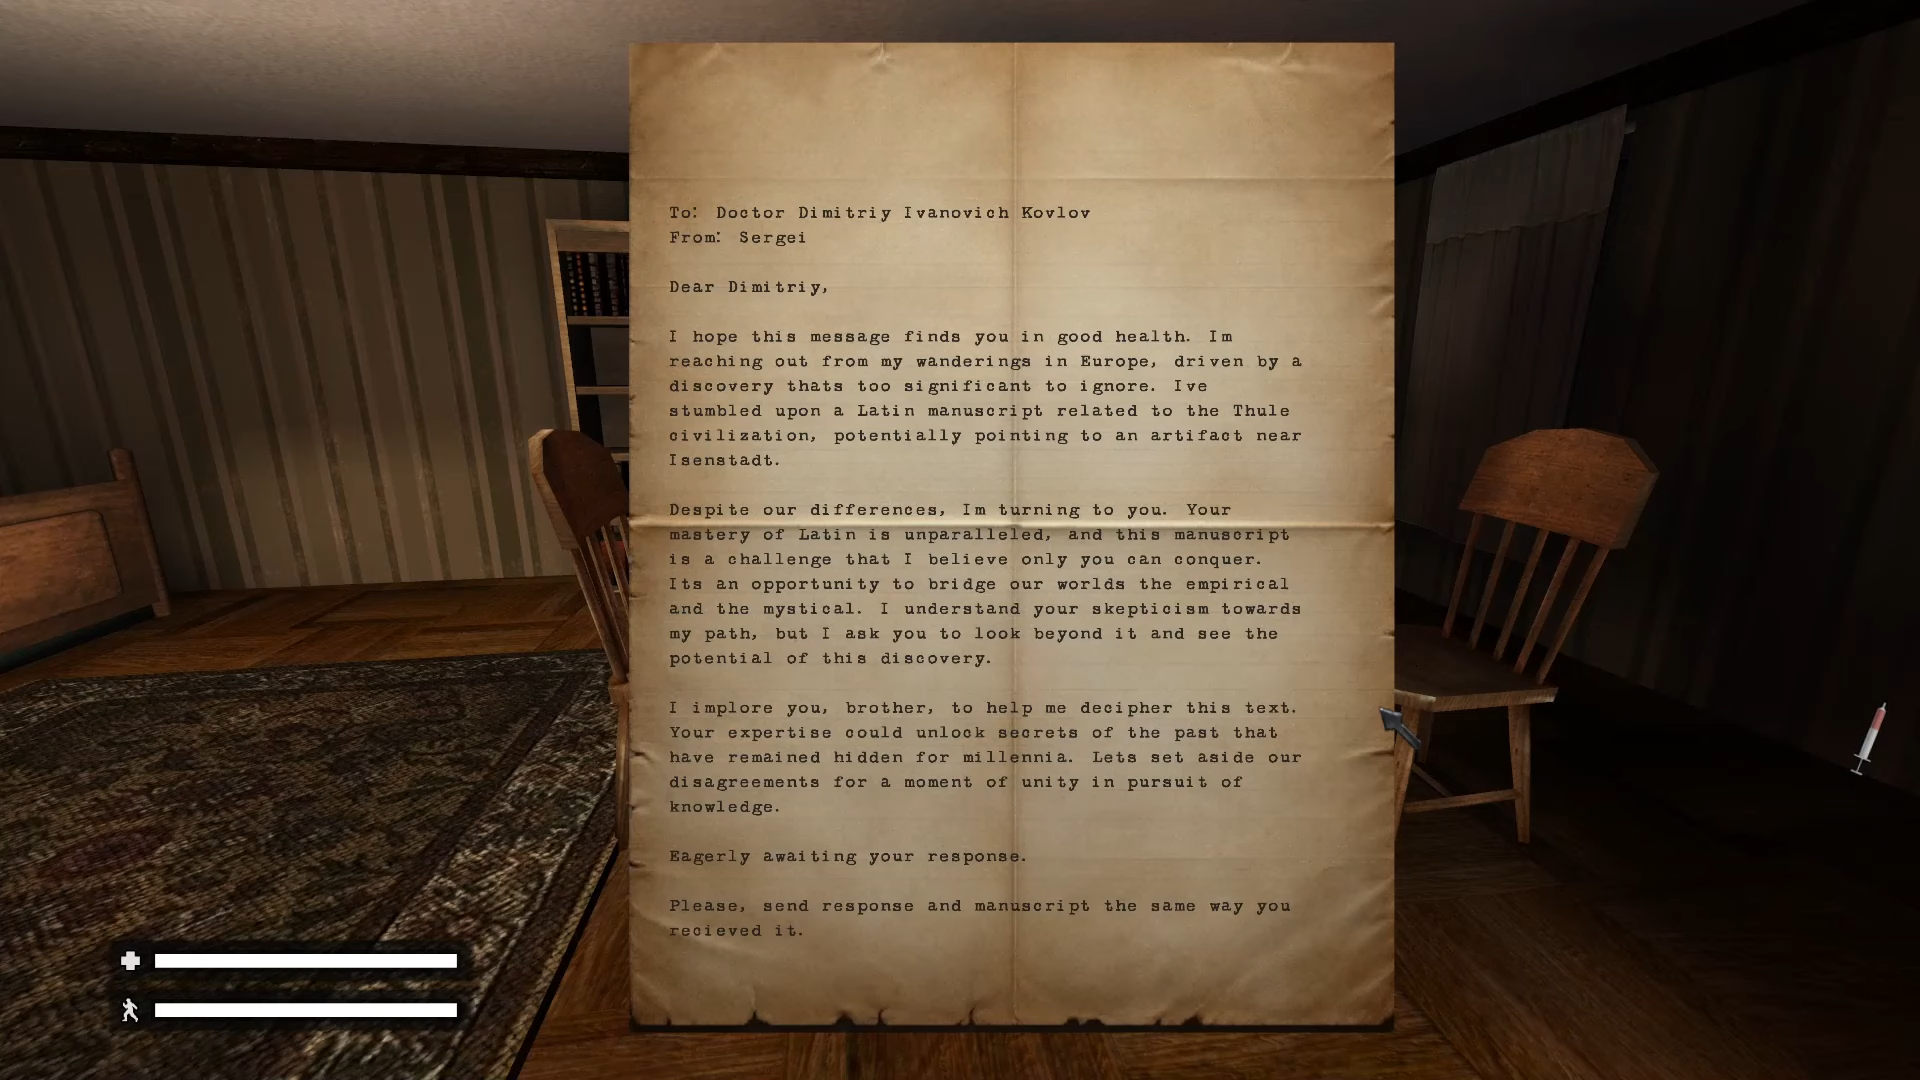 To: Doctor Dimitriy Ivanovich Kovlov
From: Sergei
Dear Dimitriy,
I hope this message finds you in good health. Im
reaching out from my wanderings in Europe, driven by a
discovery thats too significant to ignore. Ive
stumbled upon a Latin manuscript related to the Thule
civilization, potentially pointing to an artifact near
Isenstadt.
Despite our differences, Im turning to you. Your
mastery of Latin is unparalleled, and this manuscript
is a challenge that I believe only you can conquer.
Its an opportunity to bridge our worlds the empirical
and the mystical. I understand your skepticism towards
my path, but I ask you to look beyond it and see the
potential of this discovery.
I implore you, brother, to help me decipher this text.
Your expertise could unlock secrets of the past that
have remained hidden for millennia. Lets set aside our
disagreements for a moment of unity in pursuit of
knowledge.
Eagerly awaiting your response.
Please, send response and manuscript the same way you
recieved it.